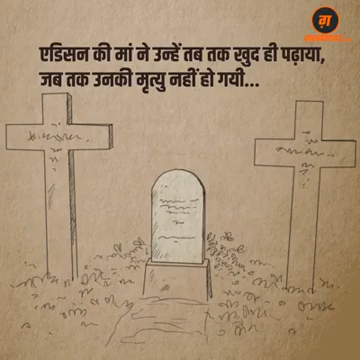 ग़
एडिसन की मां ने उन्हें तब तक खुद ही पढ़ाया,
जब तक उनकी मृत्यु नहीं हो गयी...